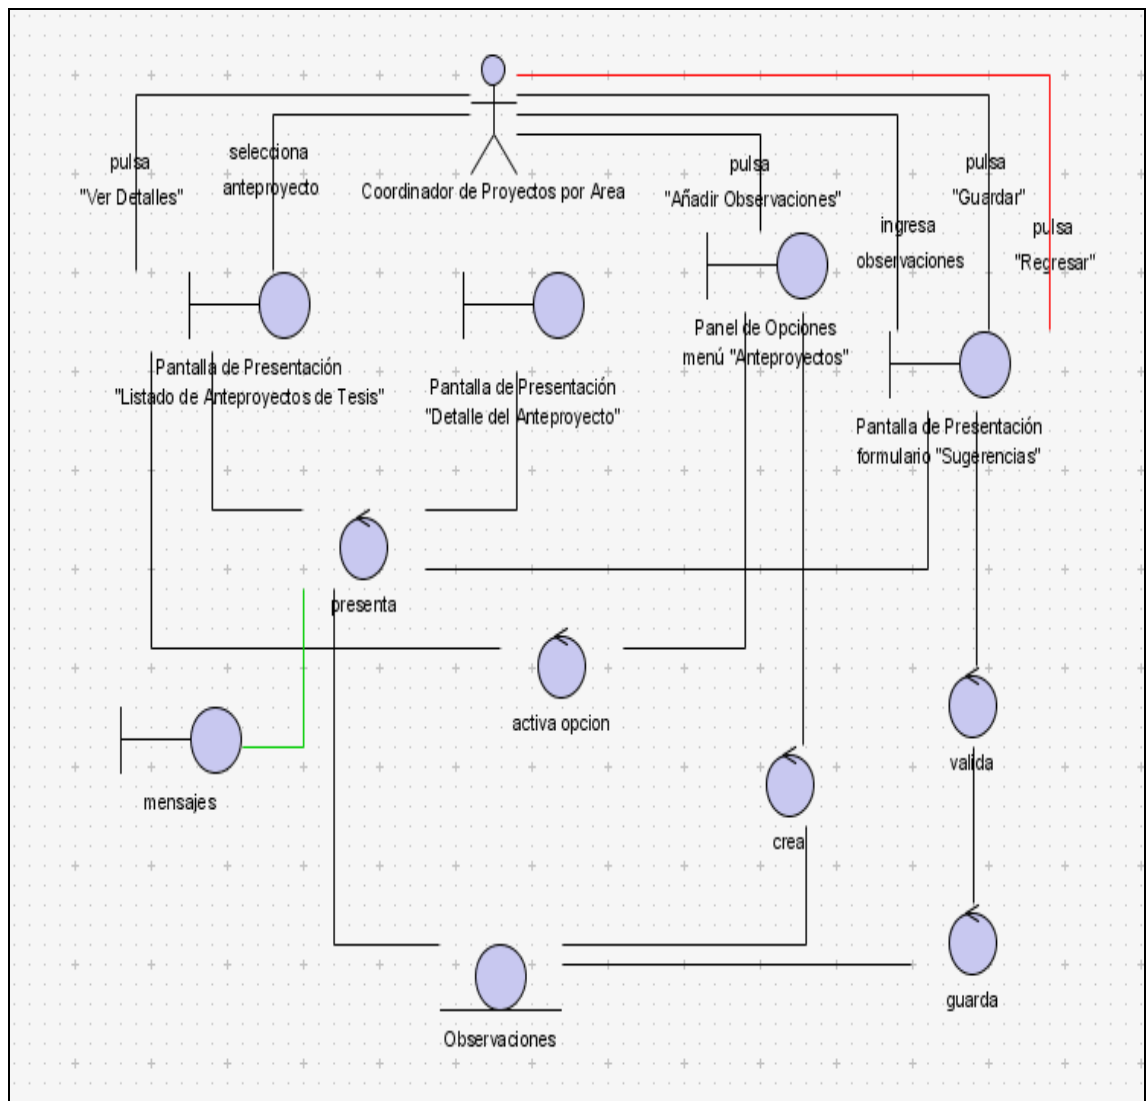 pulsa
"Ver Detalles"
selecciona
anteproyecto
Coordinador de Proyectos por Area
pulsa
"Añadir Observaciones"
pulsa
"Guardar"
ingresa
observaciones
pulsa
"Regresar"
Pantalla de Presentación
"Listado de Anteproyectos de Tesis"
Pantalla de Presentación
"Detalle del Anteproyecto"
Panel de Opciones
menú "Anteproyectos"
Pantalla de Presentación
formulario "Sugerencias"
presenta
activa opcion
mensajes
valida
crea
guarda
Observaciones